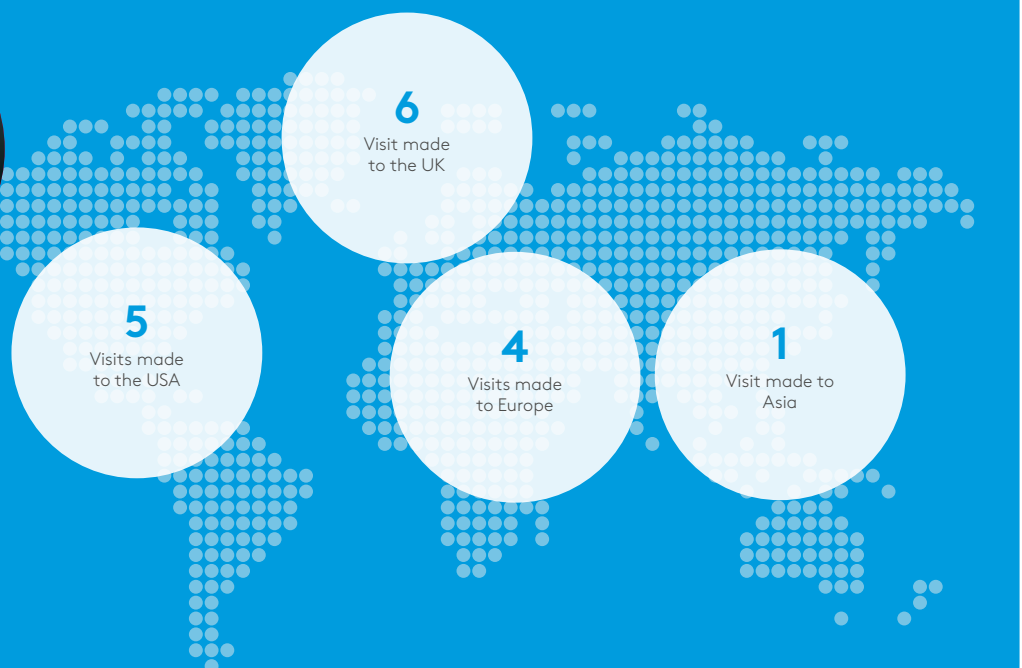 6
Visit made
to the UK
5
Visits made
to the USA
4
Visits made
to Europe
1
Visit made to
Asia